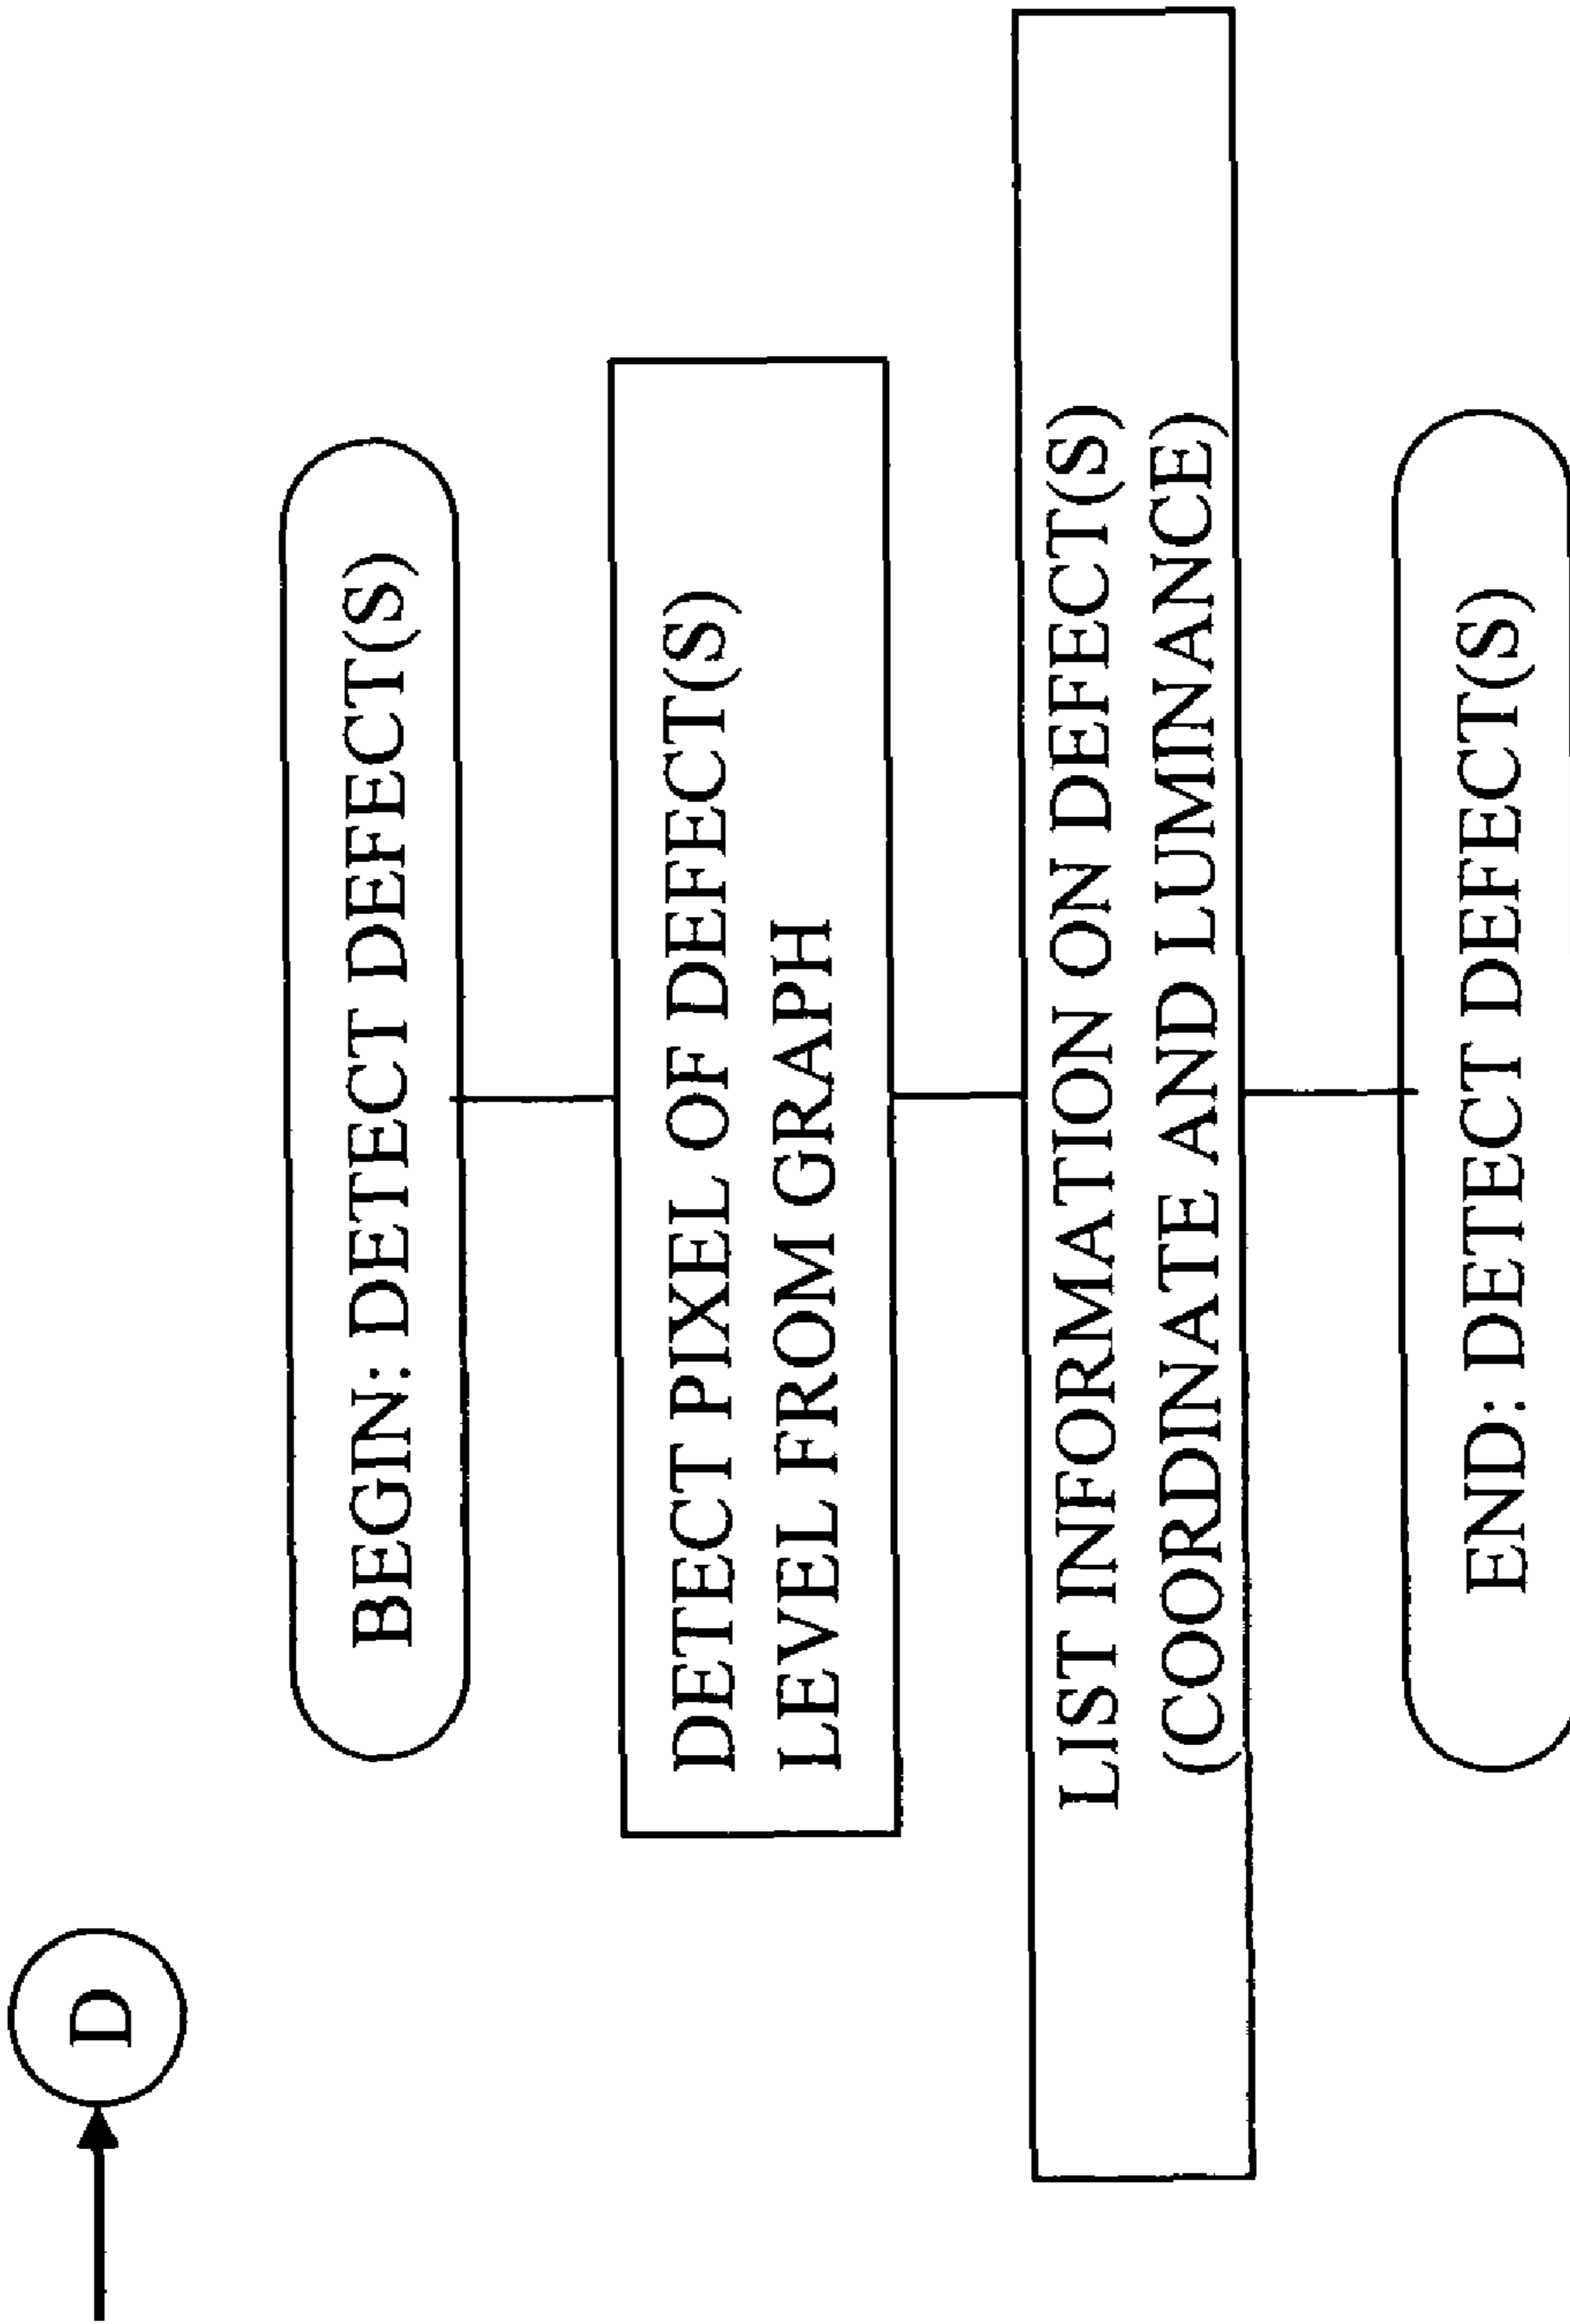 D
BEGIN: DETECT DEFECT(S)
DETECT PIXEL OF DEFECT(S)
LEVEL FROM GRAPH
LIST INFORMATION ON DEFECT(S)
(COORDINATE AND LUMINANCE)
END: DETECT DEFECT(S)